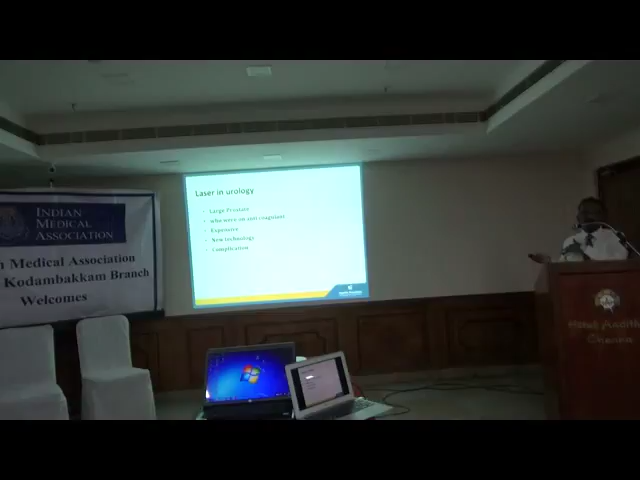 INDIAN
MEDICAL
ASSOCIATION
n Medical Association
Kodambakkam Branch
Welcomes
Laser in urology
Large Prostate
who were on anti coagulant
Expensive
New technology
Complication
Chennai